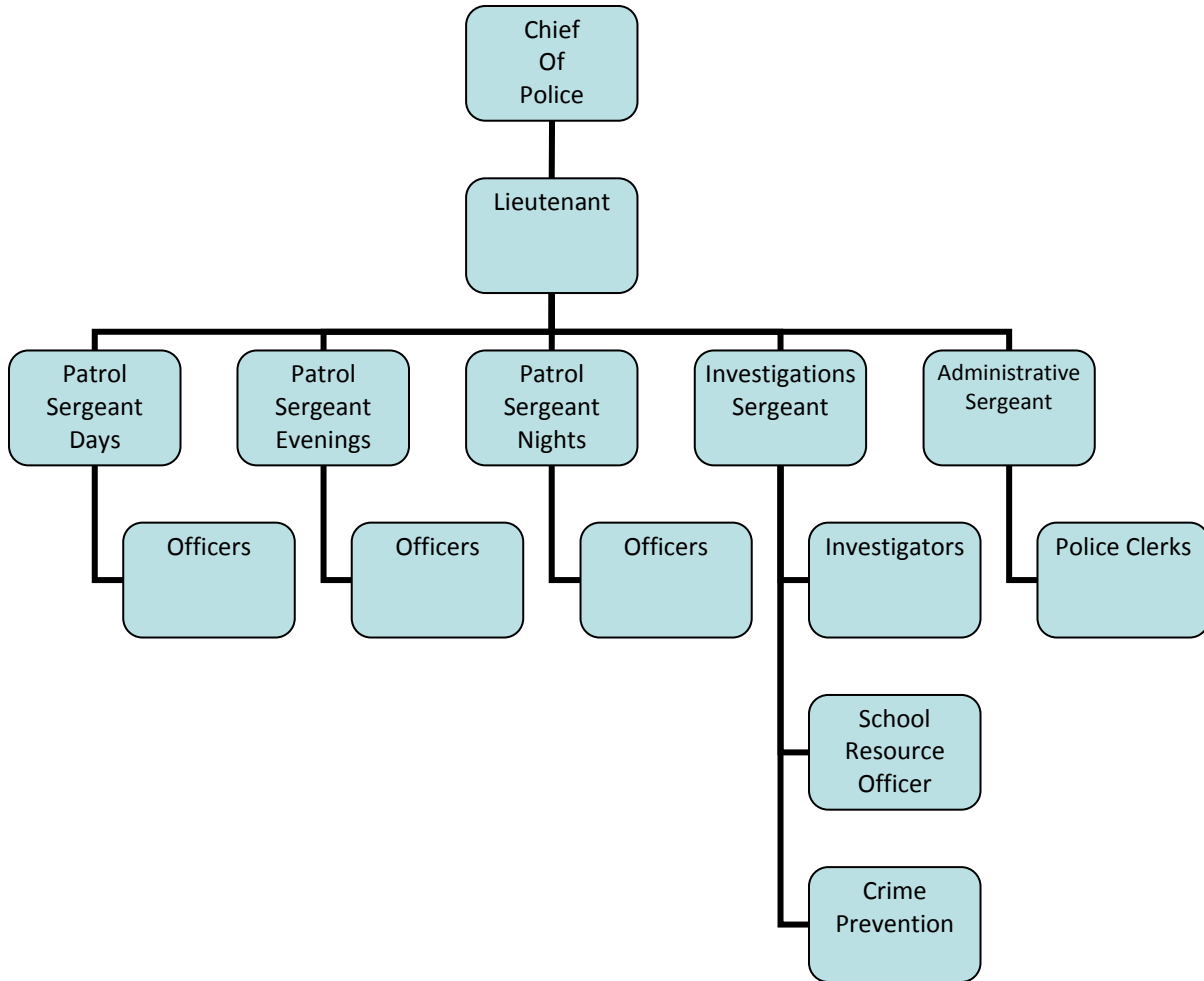 Chief
Of
Police
Lieutenant
Patrol
Sergeant
Days
Patrol
Sergeant
Evenings
Patrol
Sergeant
Nights
Investigations
Sergeant
Administrative
Sergeant
Officers
Officers
Officers
Investigators
Police Clerks
School
Resource
Officer
Crime
Prevention